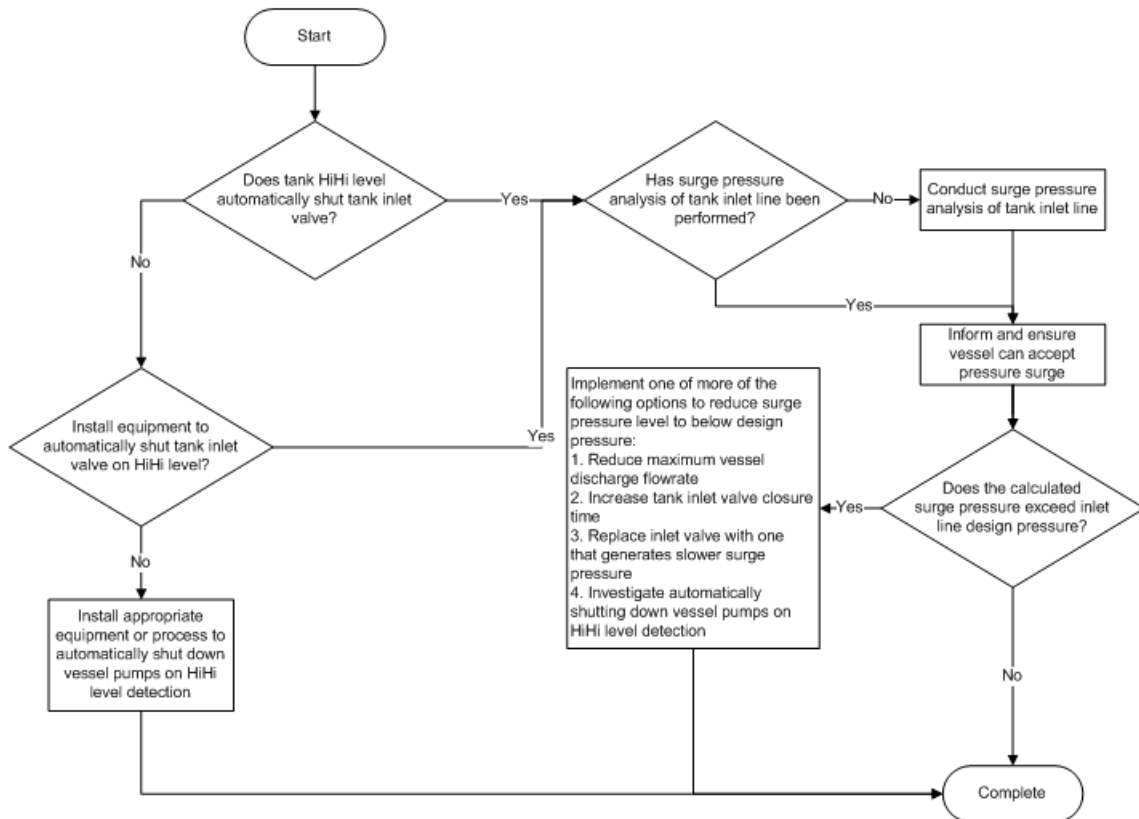 Start
Does tank HiHi level
automatically shut tank inlet
valve?
Yes
Has surge pressure
analysis of tank inlet line been
performed?
No
Conduct surge pressure
analysis of tank inlet line
No
Yes
Inform and ensure
vessel can accept
pressure surge
Install equipment to
automatically shut tank inlet
valve on HiHi level?
Yes
Implement one of more of the
following options to reduce surge
pressure level to below design
pressure:
1. Reduce maximum vessel
discharge flowrate
2. Increase tank inlet valve closure
time
3. Replace inlet valve with one
that generates slower surge
pressure
4. Investigate automatically
shutting down vessel pumps on
HiHi level detection
Yes
Does the calculated
surge pressure exceed inlet
line design pressure?
No
Install appropriate
equipment or process to
automatically shut down
vessel pumps on HiHi
level detection
No
Complete